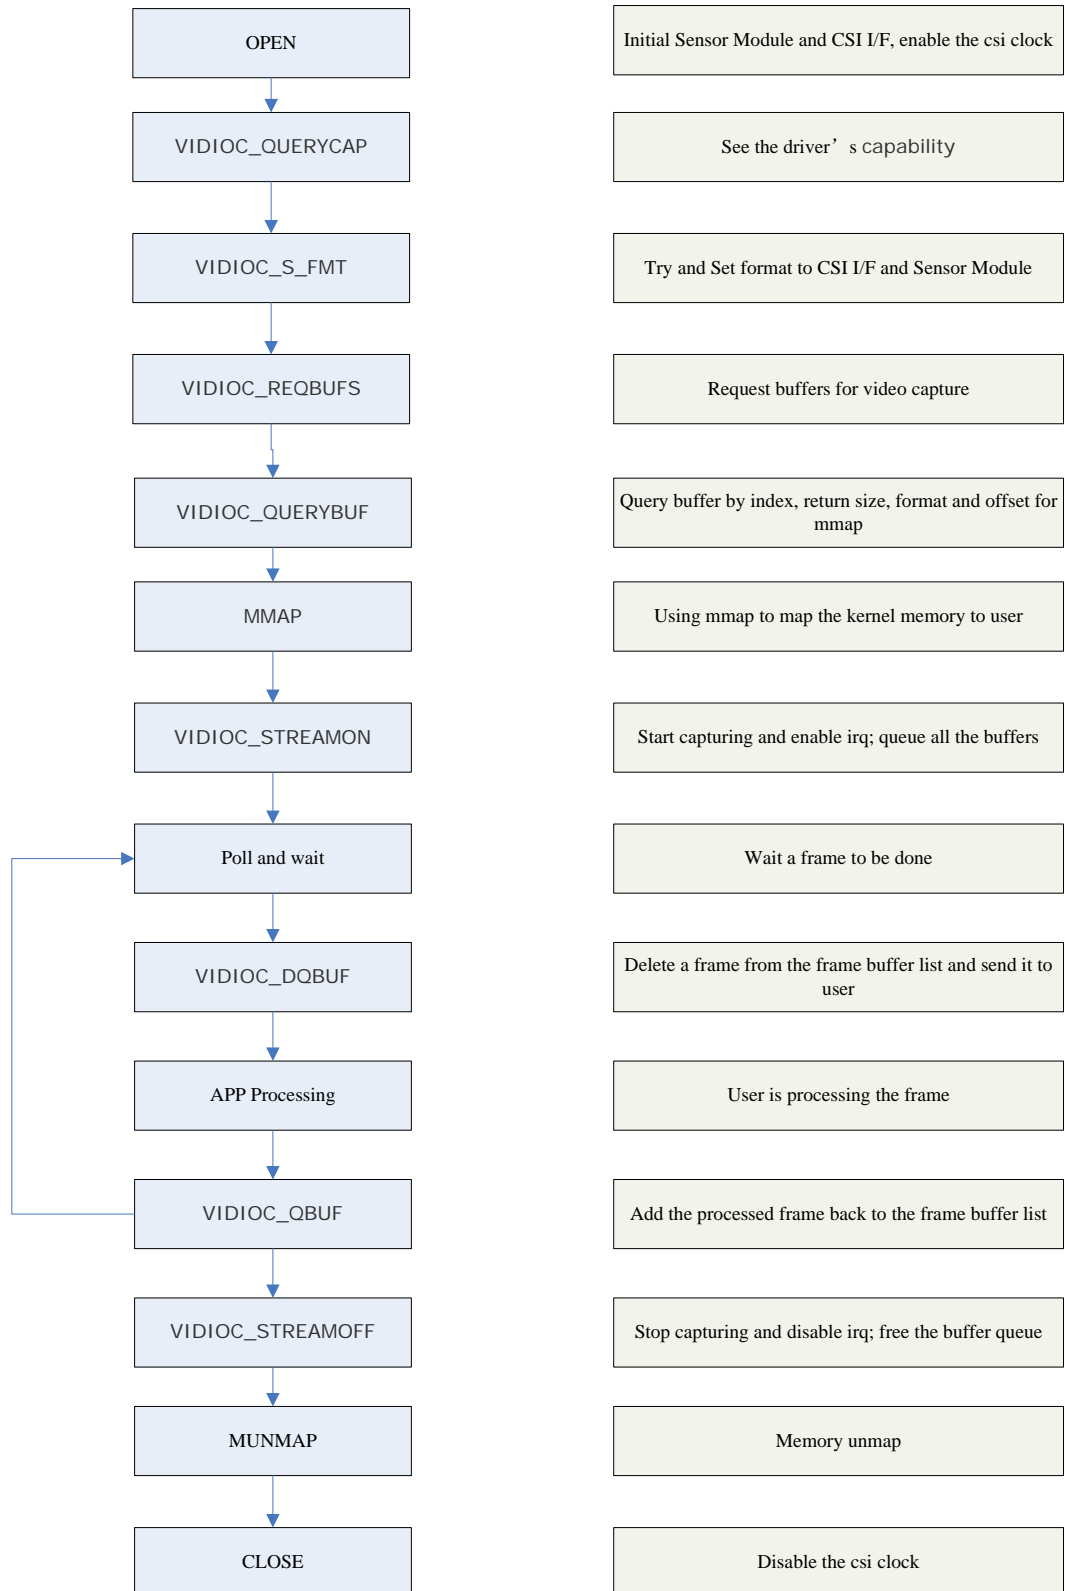 OPEN
Initial Sensor Module and CSI I/F, enable the csi clock
VIDIOC_QUERYCAP
See the driver’ s capability
VIDIOC_S_FMT
Try and Set format to CSI I/F and Sensor Module
VIDIOC_REQBUFS
Request buffers for video capture
VIDIOC_QUERYBUF
Query buffer by index, return size, format and offset for
mmap
MMAP
Using mmap to map the kernel memory to user
VIDIOC_STREAMON
Start capturing and enable irq; queue all the buffers
Poll and wait
Wait a frame to be done
VIDIOC_DQBUF
Delete a frame from the frame buffer list and send it to
user
APP Processing
User is processing the frame
VIDIOC_QBUF
Add the processed frame back to the frame buffer list
VIDIOC_STREAMOFF
Stop capturing and disable irq; free the buffer queue
MUNMAP
Memory unmap
CLOSE
Disable the csi clock